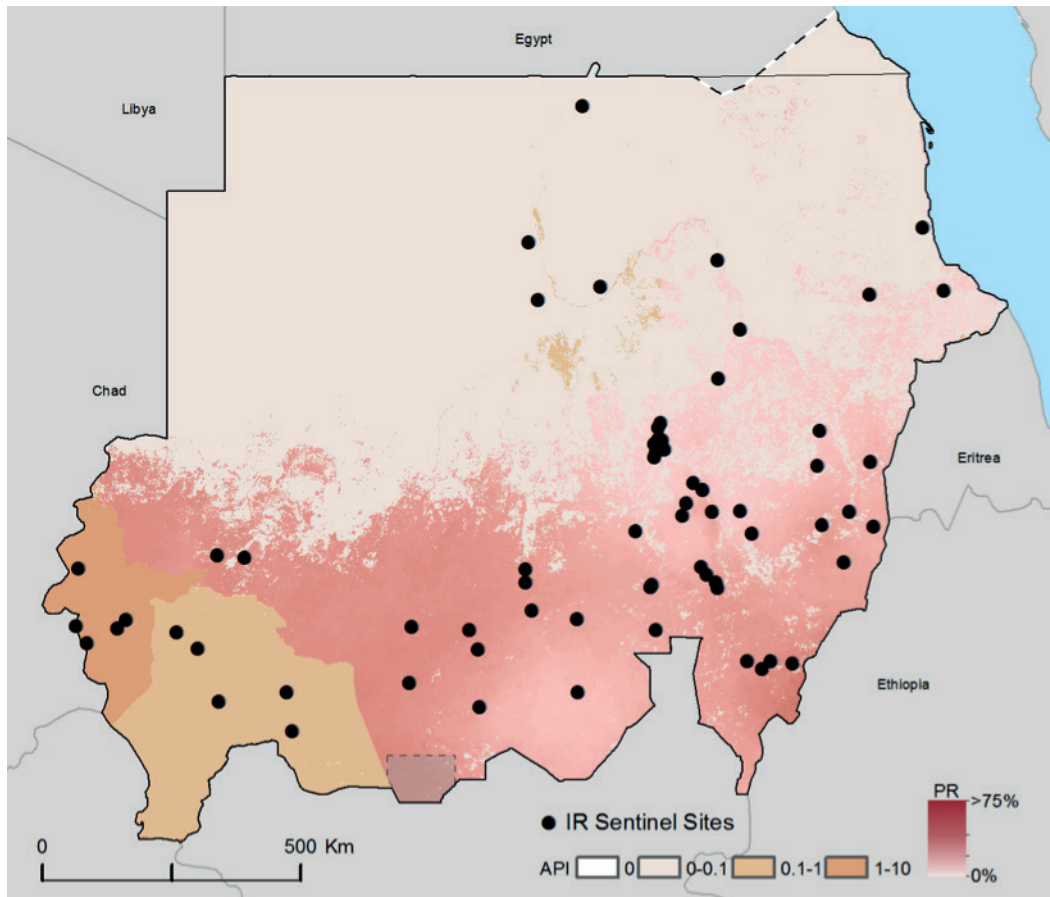 Egypt
Libya
Chad
Eritrea
Ethiopia
PR
>75%
0%
IR Sentinel Sites
0 500 Km
API 0 0-0.1 0.1-1 1-10